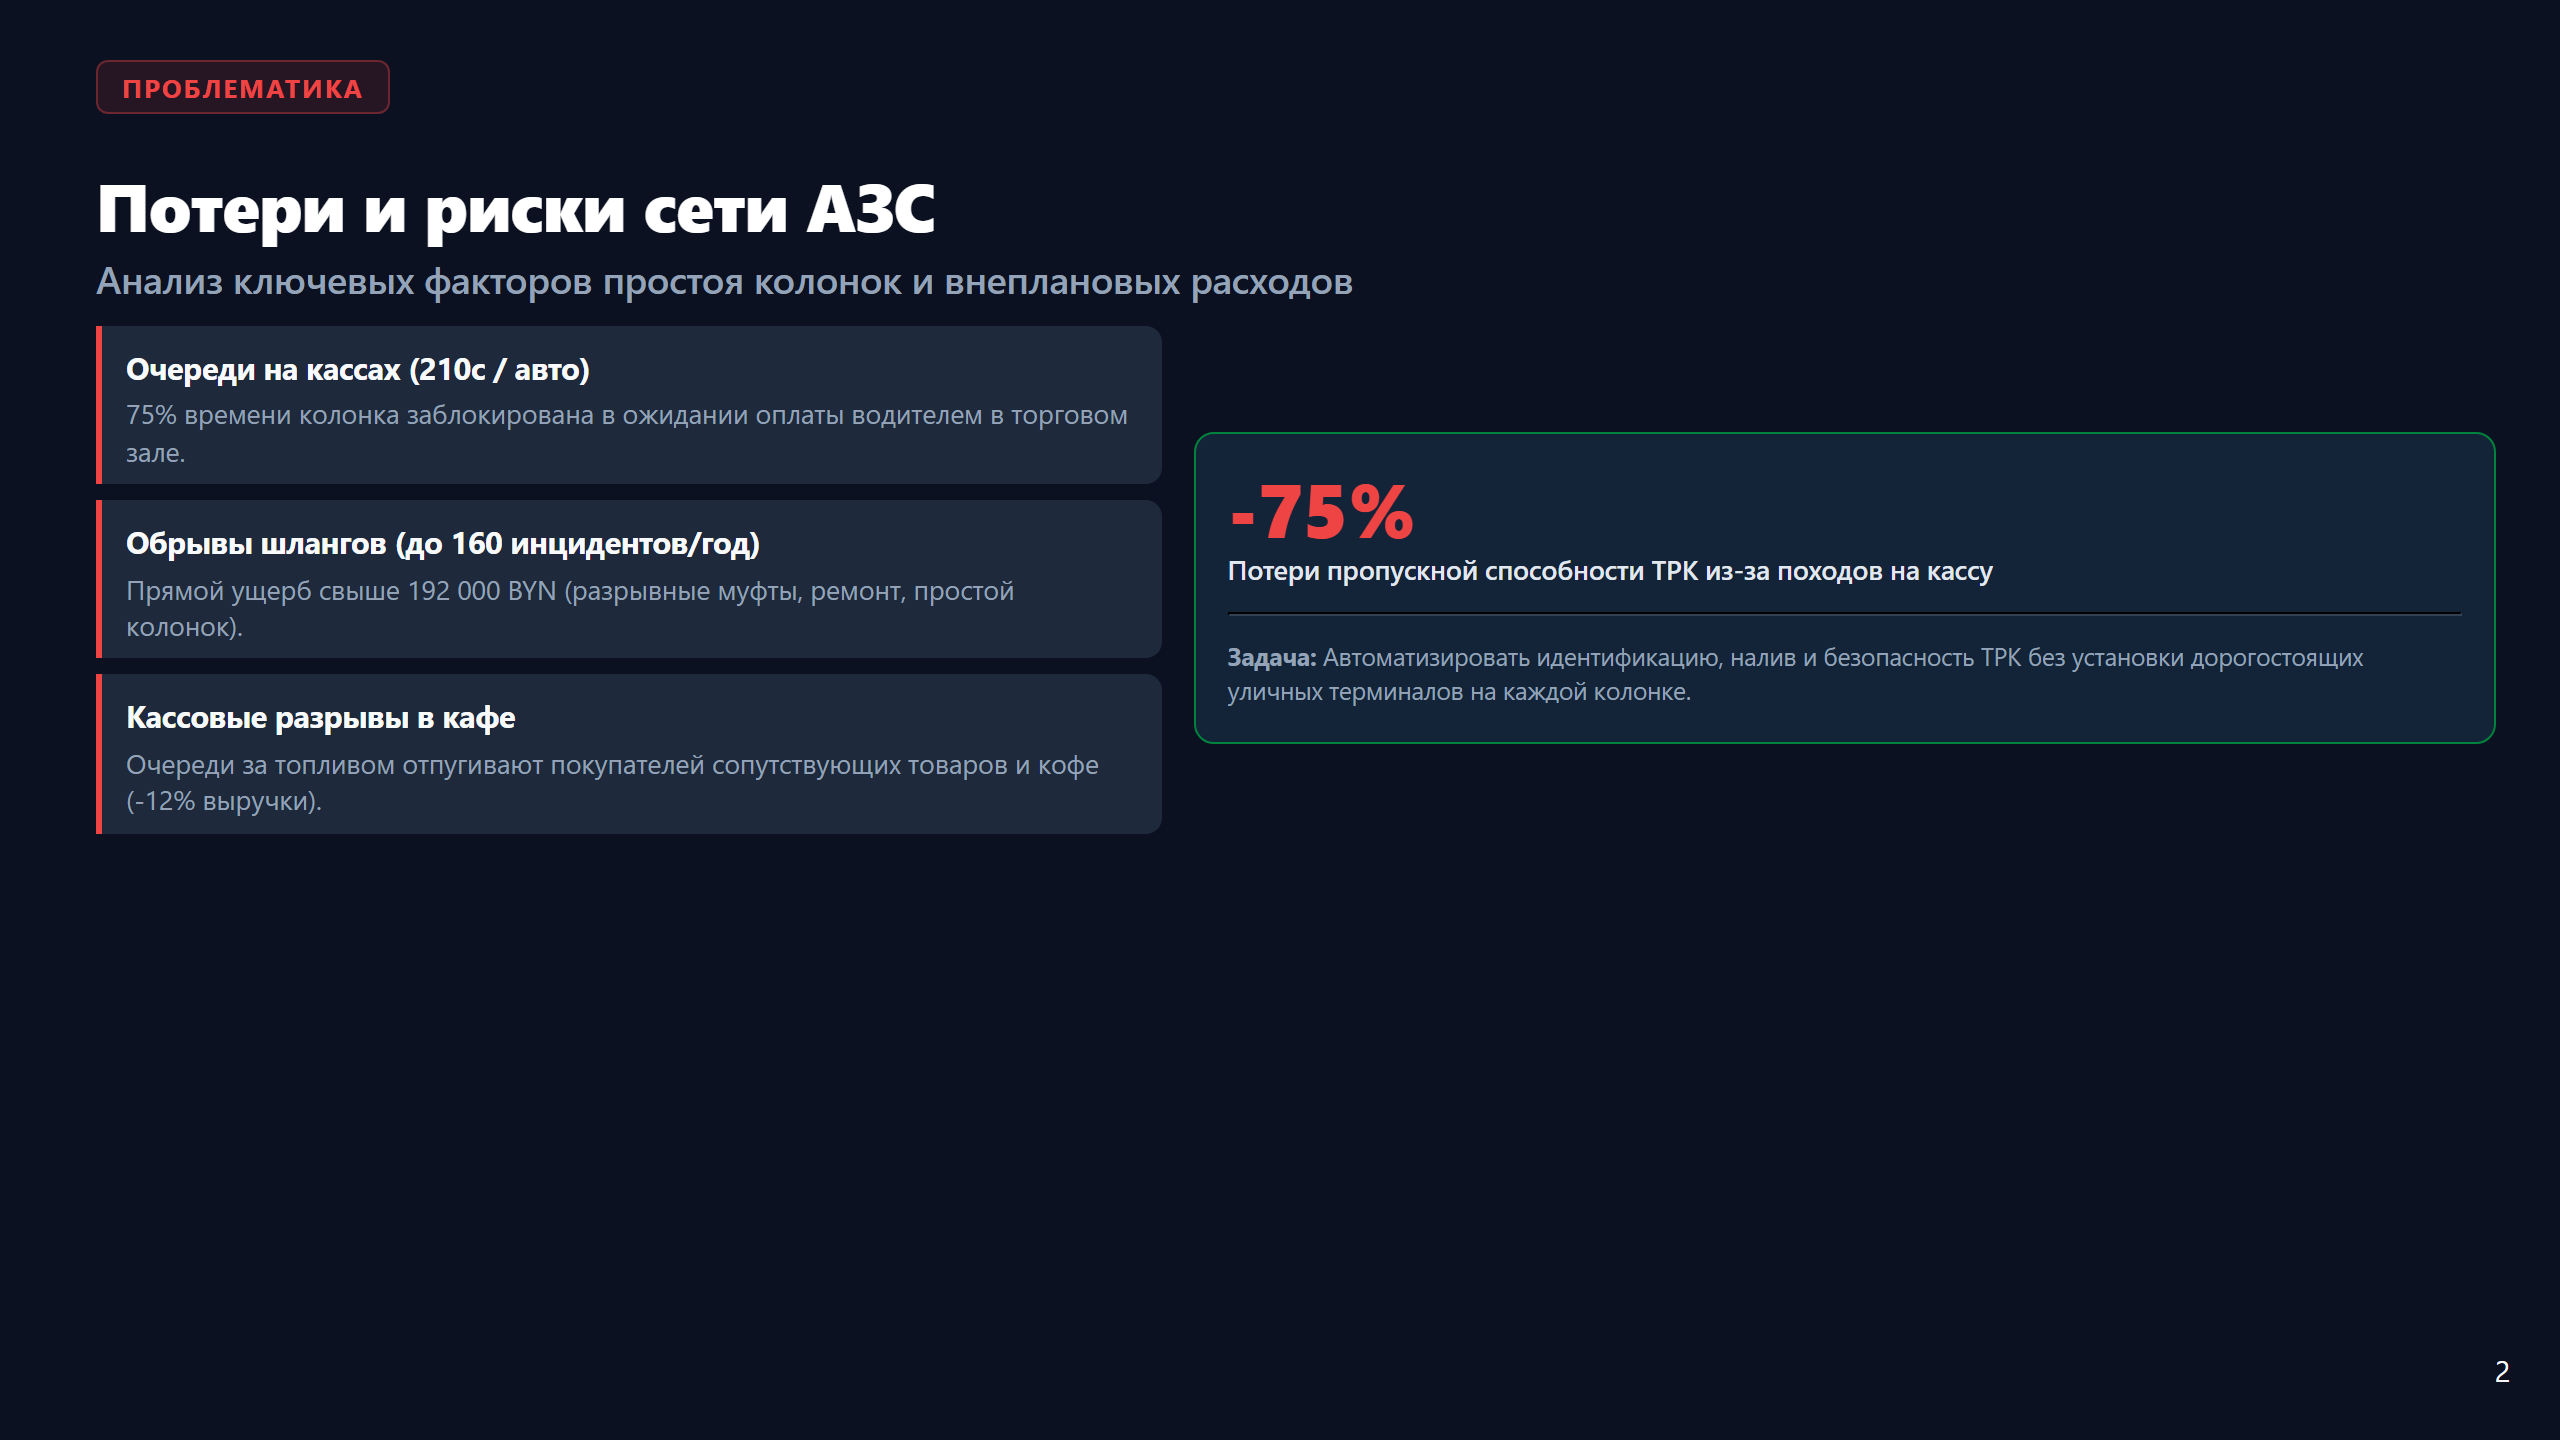 ПРОБЛЕМАТИКА
Потери и риски сети АЗС
Анализ ключевых факторов простоя колонок и внеплановых расходов
Очереди на кассах (210с / авто)
75% времени колонка заблокирована в ожидании оплаты водителем в торговом
зале.
Обрывы шлангов (до 160 инцидентов/год)
Прямой ущерб свыше 192 000 BYN (разрывные муфты, ремонт, простой
колонок).
Кассовые разрывы в кафе
Очереди за топливом отпугивают покупателей сопутствующих товаров и кофе
(-12% выручки).
-75%
Потери пропускной способности ТРК из-за походов на кассу
Задача: Автоматизировать идентификацию, налив и безопасность ТРК без установки дорогостоящих
уличных терминалов на каждой колонке.
2